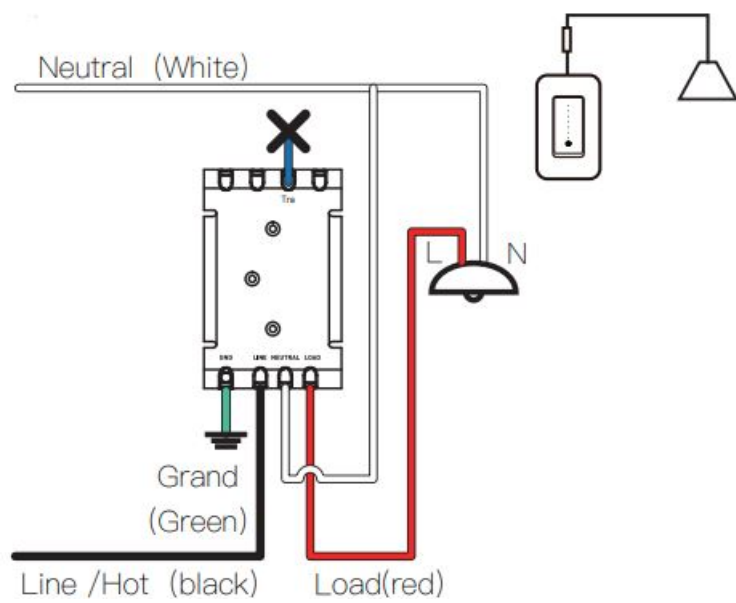 Neutral (White)
Tra
L N
GND LINE NEUTRAL LOAD
Grand
(Green)
Line /Hot (black) Load(red)